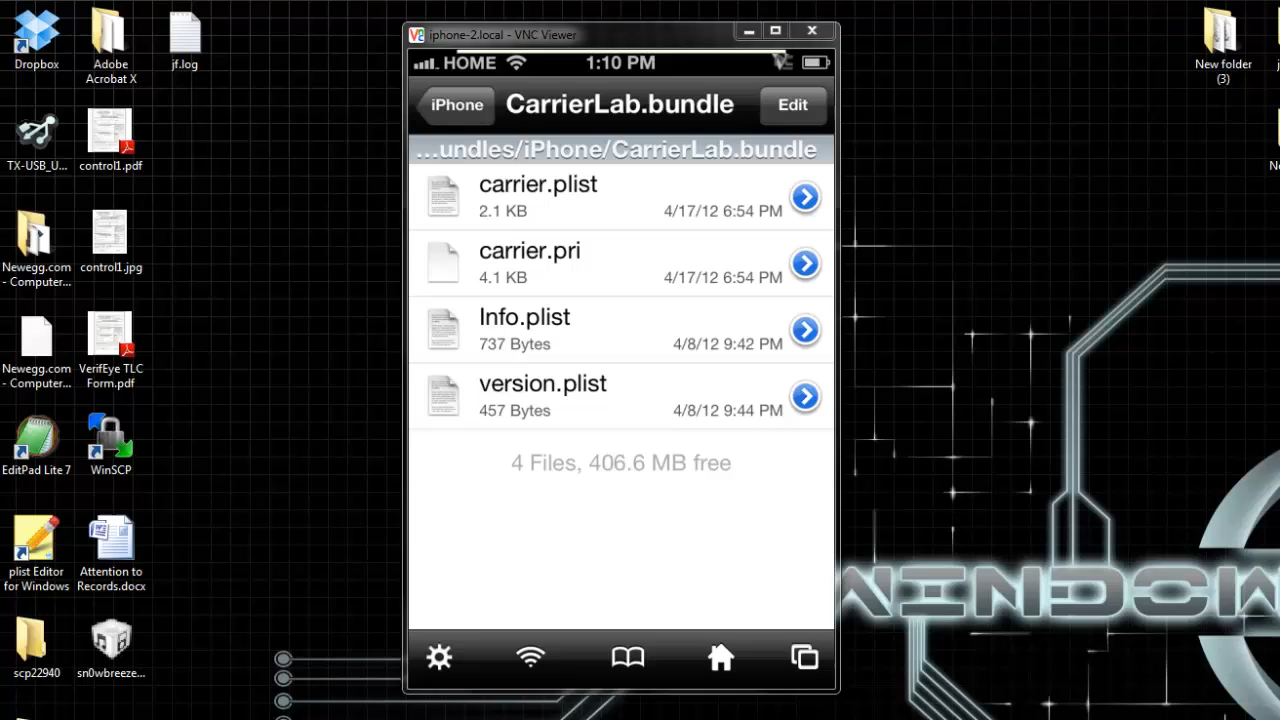 Dropbox
Adobe
Acrobat X
jf.log
TX-USB_U...
control1.pdf
Newegg.com
- Computer...
control1.jpg
Newegg.com
- Computer...
VerifEye TLC
Form.pdf
EditPad Lite 7
WinSCP
plist Editor
for Windows
Attention to
Records.docx
scp22940
sn0wbreeze...
iphone-2.local - VNC Viewer
HOME
1:10 PM
iPhone
CarrierLab.bundle
Edit
...undles/iPhone/CarrierLab.bundle
carrier.plist
2.1 KB
4/17/12 6:54 PM
carrier.pri
4.1 KB
4/17/12 6:54 PM
Info.plist
737 Bytes
4/8/12 9:42 PM
version.plist
457 Bytes
4/8/12 9:44 PM
4 Files, 406.6 MB free
New folder
(3)
WINDOW